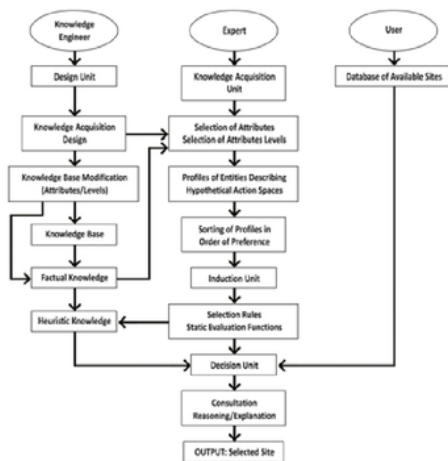 Knowledge
Engineer
Expert
User
Design Unit
Knowledge Acquisition
Unit
Database of Available Sites
Knowledge Acquisition
Design
Selection of Attributes
Selection of Attributes Levels
Knowledge Base Modification
(Attributes/Levels)
Profiles of Entities Describing
Hypothetical Action Spaces
Knowledge Base
Sorting of Profiles in
Order of Preference
Factual Knowledge
Induction Unit
Heuristic Knowledge
Selection Rules
Static Evaluation Functions
Decision Unit
Consultation
Reasoning/Explanation
OUTPUT: Selected Site